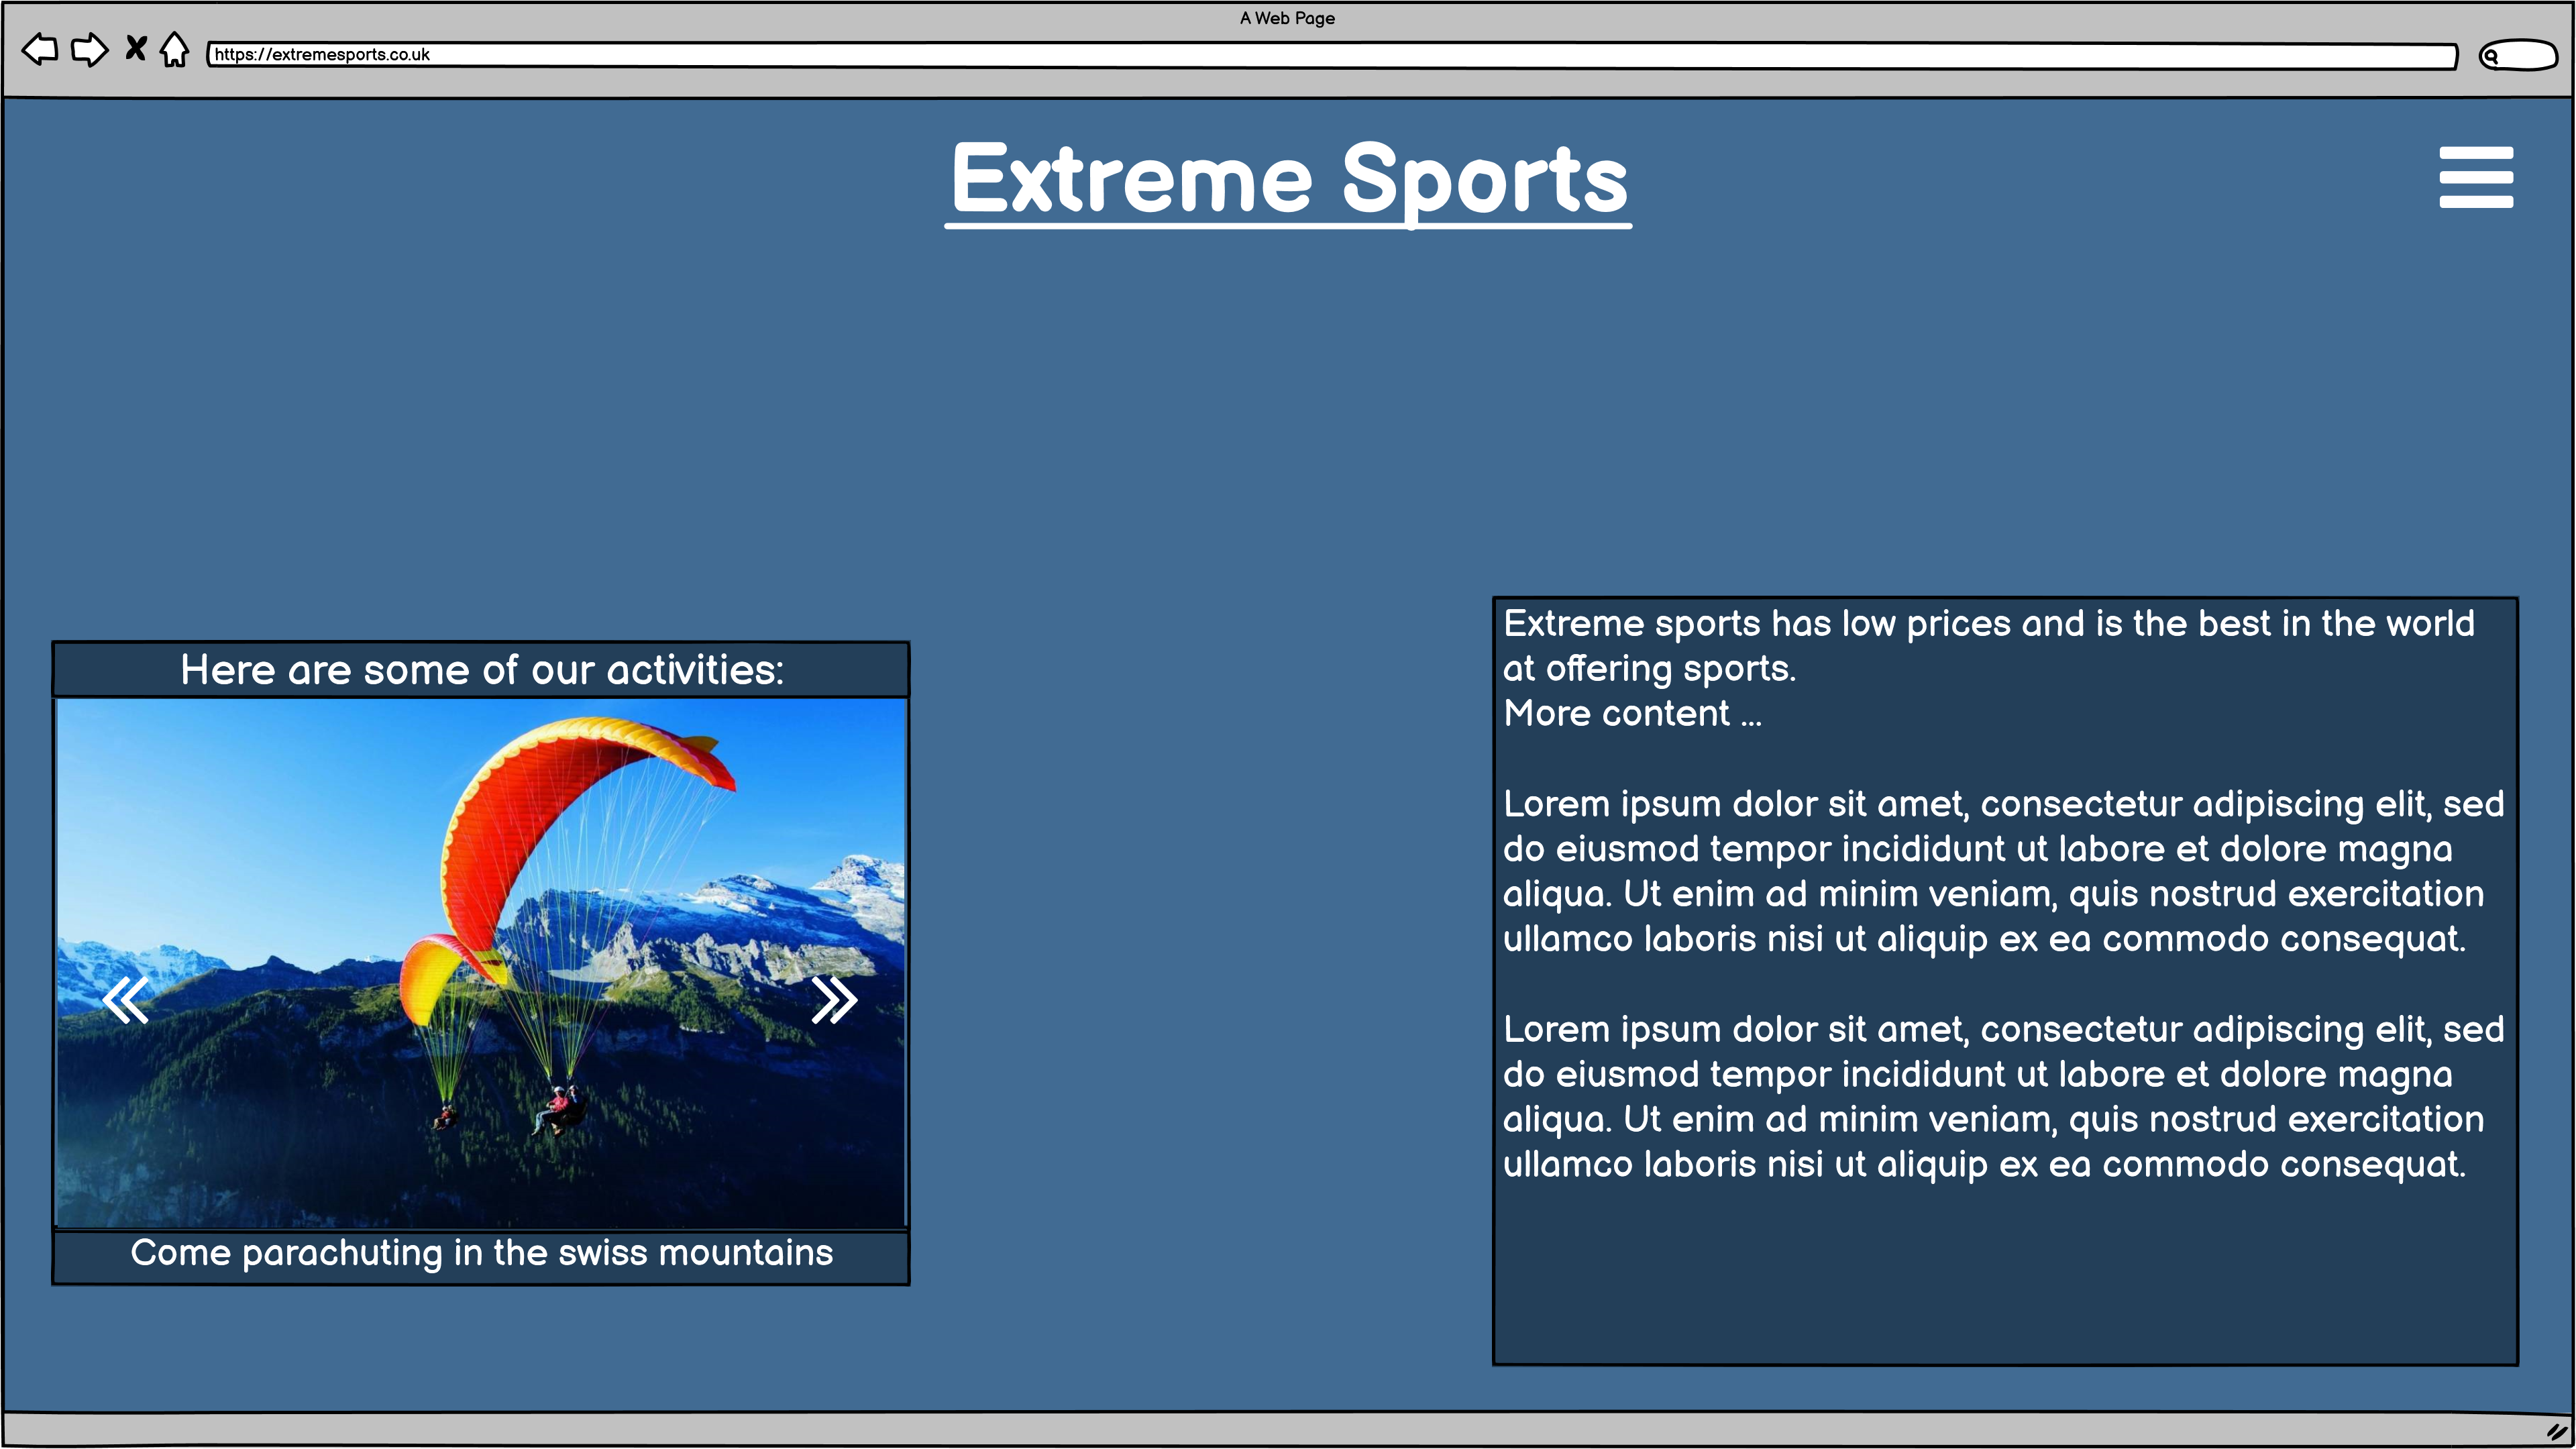 A Web Page
https://extremesports.co.uk
Extreme Sports
Here are some of our activities:
Come parachuting in the swiss mountains
Extreme sports has low prices and is the best in the world
at offering sports.
More content ...
Lorem ipsum dolor sit amet, consectetur adipiscing elit, sed
do eiusmod tempor incididunt ut labore et dolore magna
aliqua. Ut enim ad minim veniam, quis nostrud exercitation
ullamco laboris nisi ut aliquip ex ea commodo consequat.
Lorem ipsum dolor sit amet, consectetur adipiscing elit, sed
do eiusmod tempor incididunt ut labore et dolore magna
aliqua. Ut enim ad minim veniam, quis nostrud exercitation
ullamco laboris nisi ut aliquip ex ea commodo consequat.